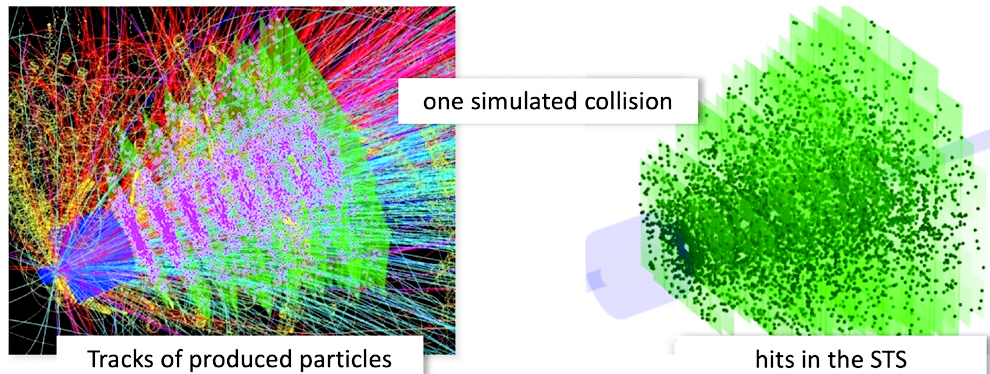 one simulated collision
Tracks of produced particles
hits in the STS